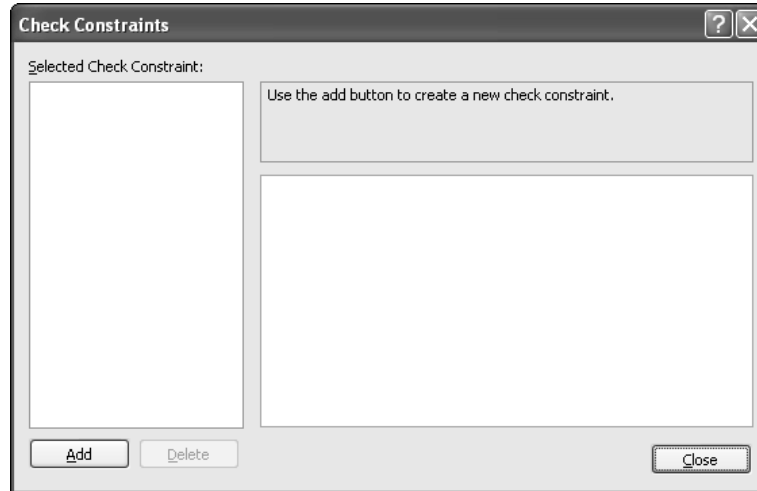 Check Constraints
Selected Check Constraint:
Use the add button to create a new check constraint.
Add
Delete
Close